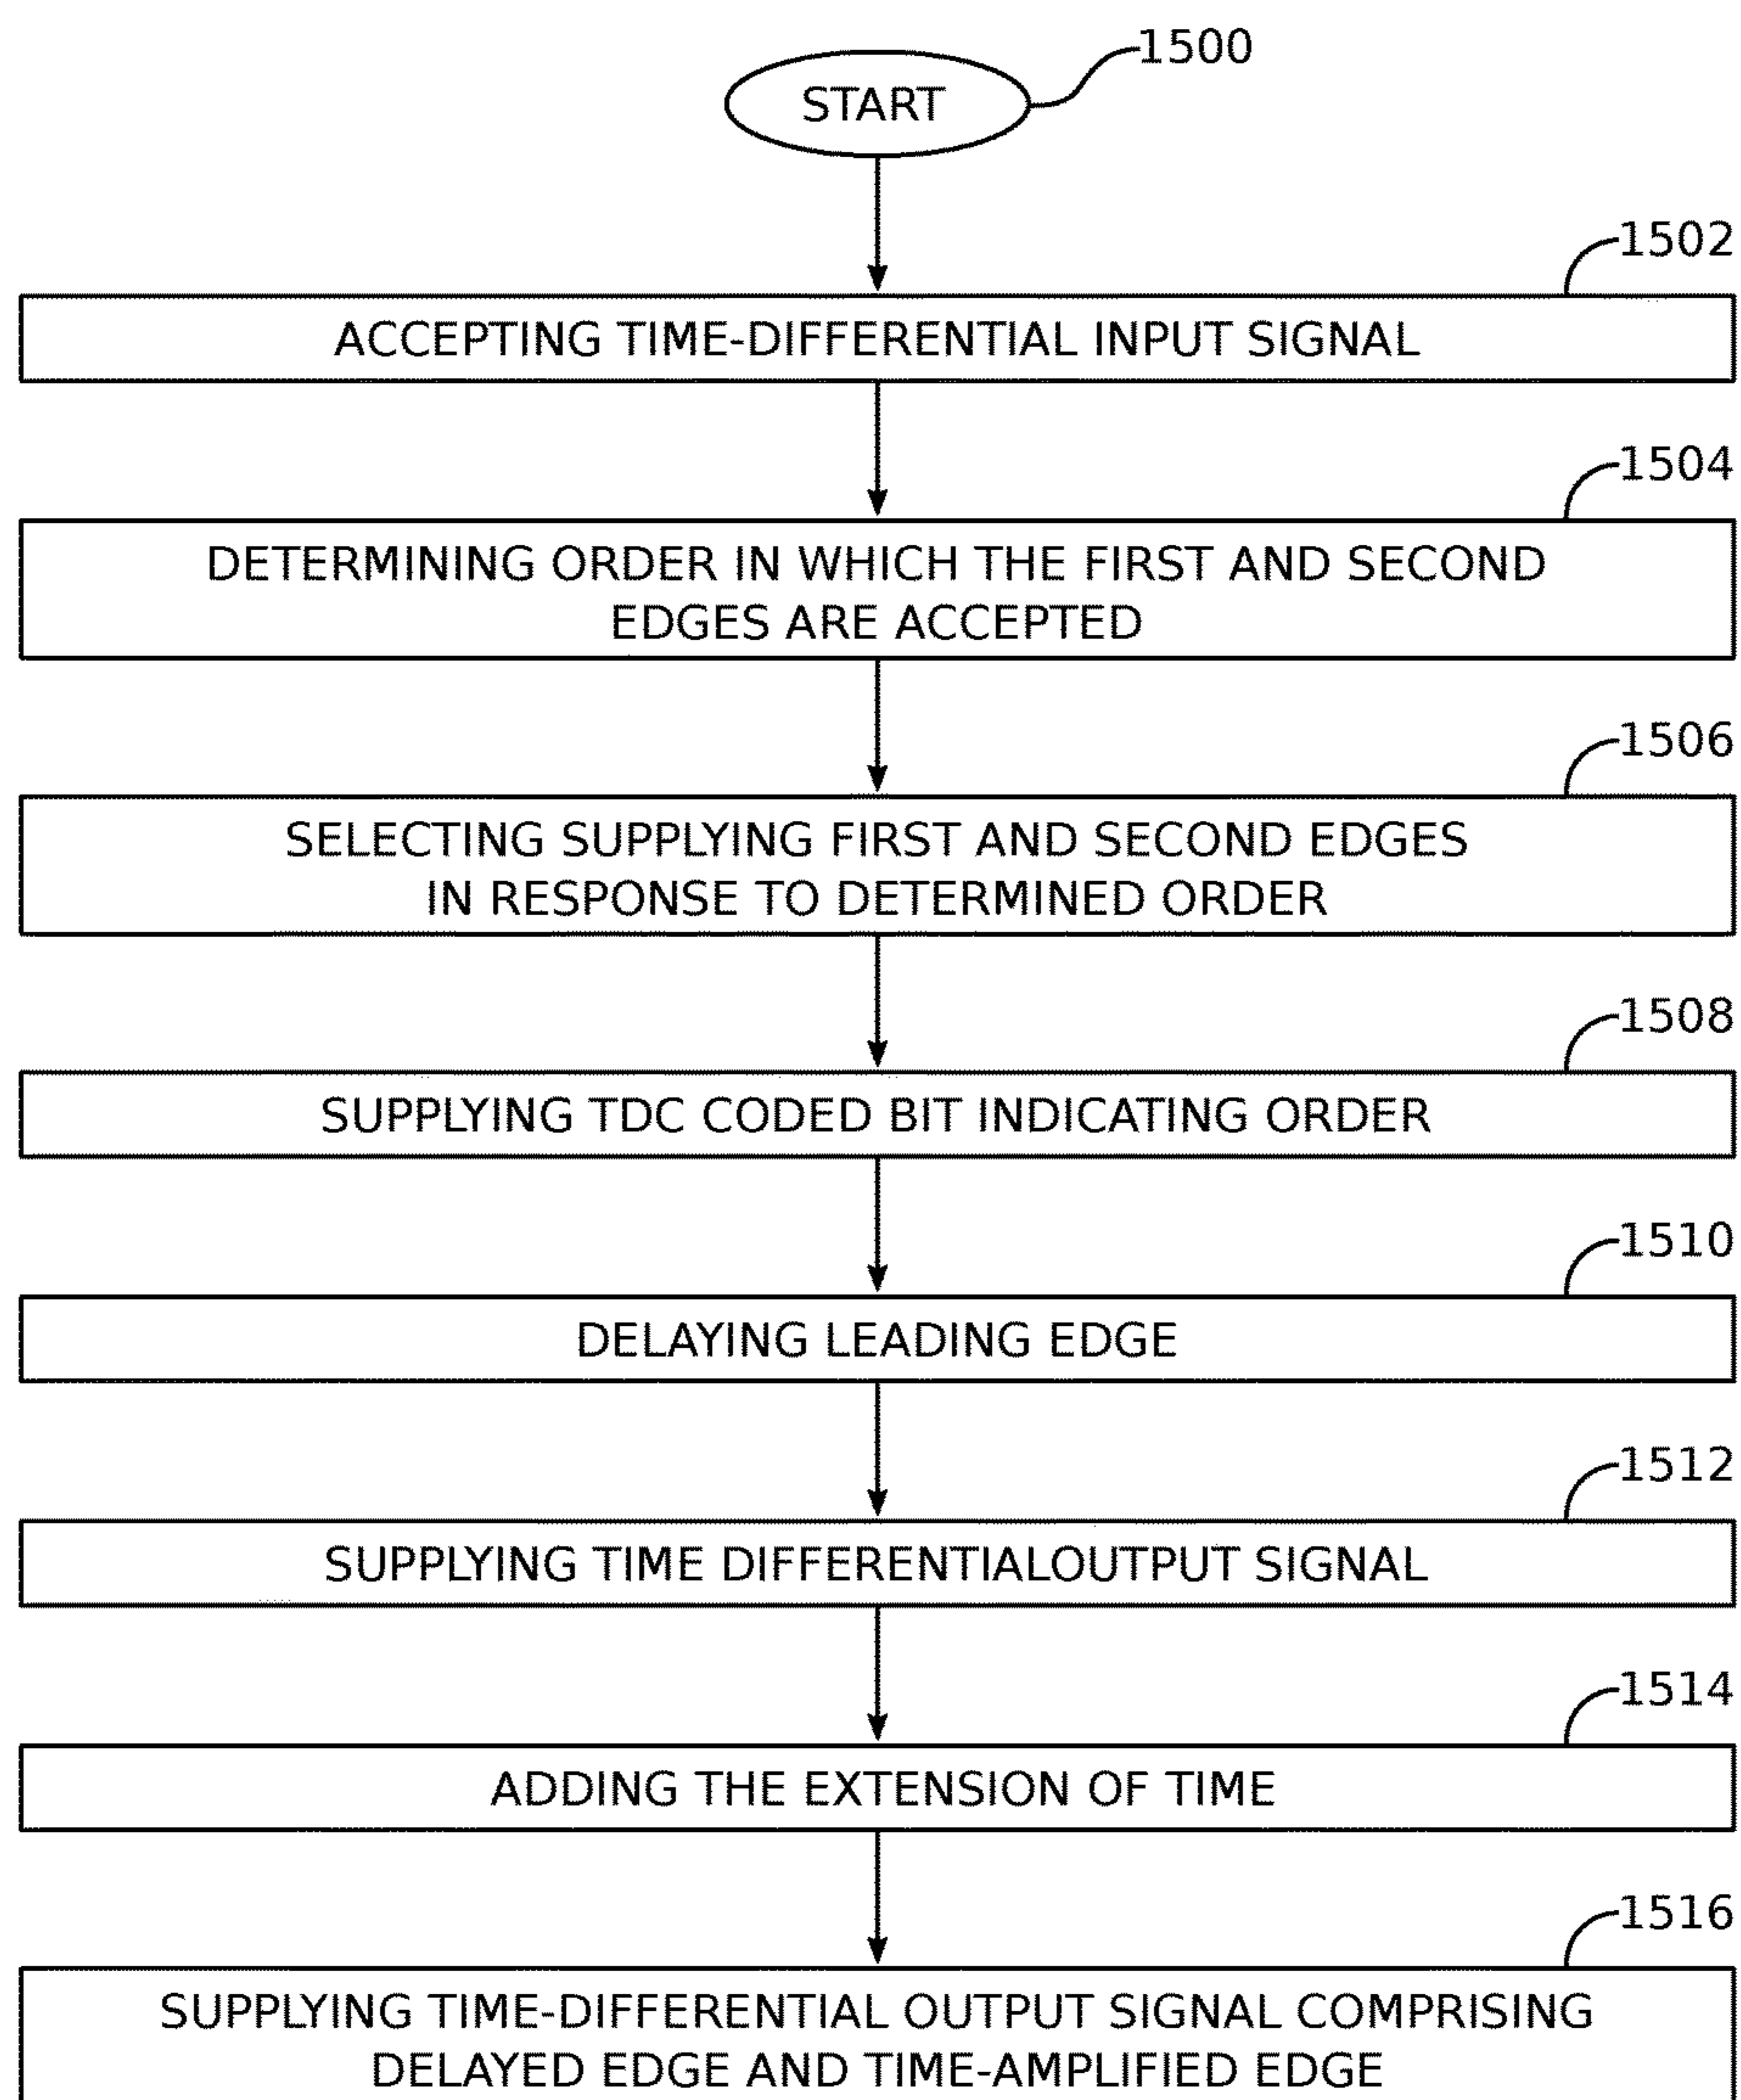 1500
START
1502
ACCEPTING TIME-DIFFERENTIAL INPUT SIGNAL
1504
DETERMINING ORDER IN WHICH THE FIRST AND SECOND
EDGES ARE ACCEPTED
1506
SELECTING SUPPLYING FIRST AND SECOND EDGES
IN RESPONSE TO DETERMINED ORDER
1508
SUPPLYING TDC CODED BIT INDICATING ORDER
1510
DELAYING LEADING EDGE
1512
SUPPLYING TIME DIFFERENTIALOUTPUT SIGNAL
1514
ADDING THE EXTENSION OF TIME
1516
SUPPLYING TIME-DIFFERENTIAL OUTPUT SIGNAL COMPRISING
DELAYED EDGE AND TIME-AMPLIFIED EDGE